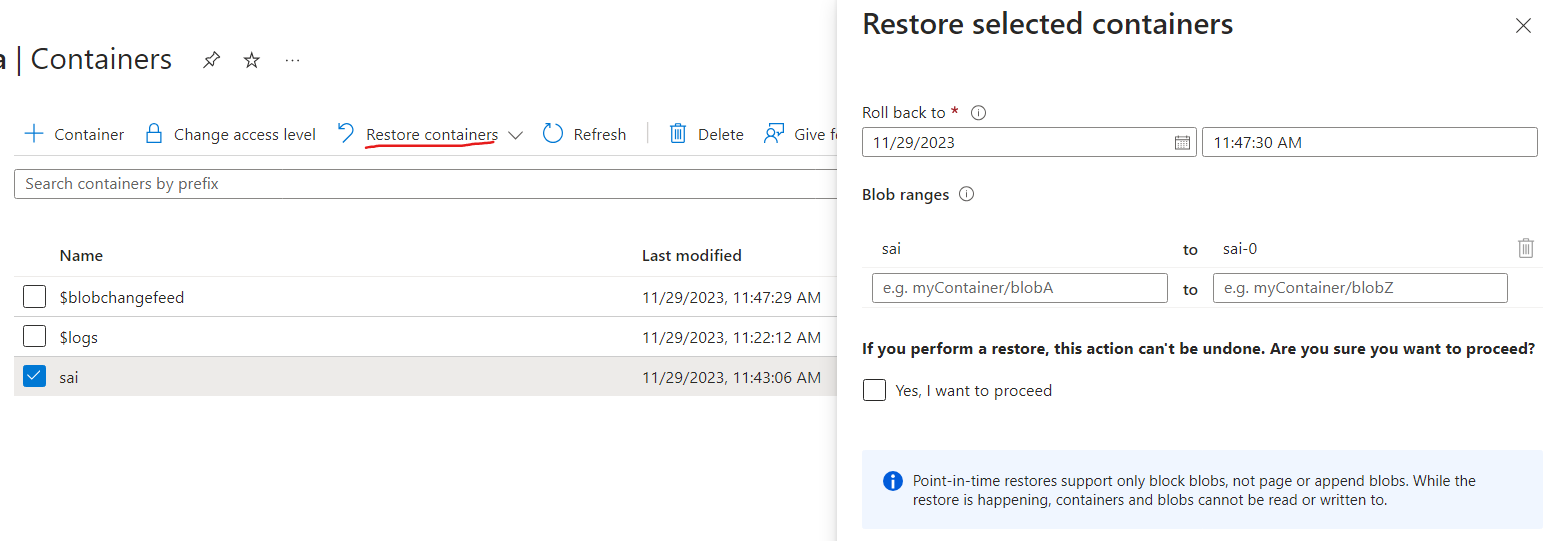 a | Containers ...
Container Change access level Restore containers Refresh Delete Give f
Search containers by prefix
Name Last modified
$blobchangefeed 11/29/2023, 11:47:29 AM
$logs 11/29/2023, 11:22:12 AM
sai 11/29/2023, 11:43:06 AM
Restore selected containers
Roll back to *
11/29/2023 11:47:30 AM
Blob ranges
sai to sai-0
e.g. myContainer/blobA to e.g. myContainer/blobZ
If you perform a restore, this action can't be undone. Are you sure you want to proceed?
Yes, I want to proceed
Point-in-time restores support only block blobs, not page or append blobs. While the
restore is happening, containers and blobs cannot be read or written to.